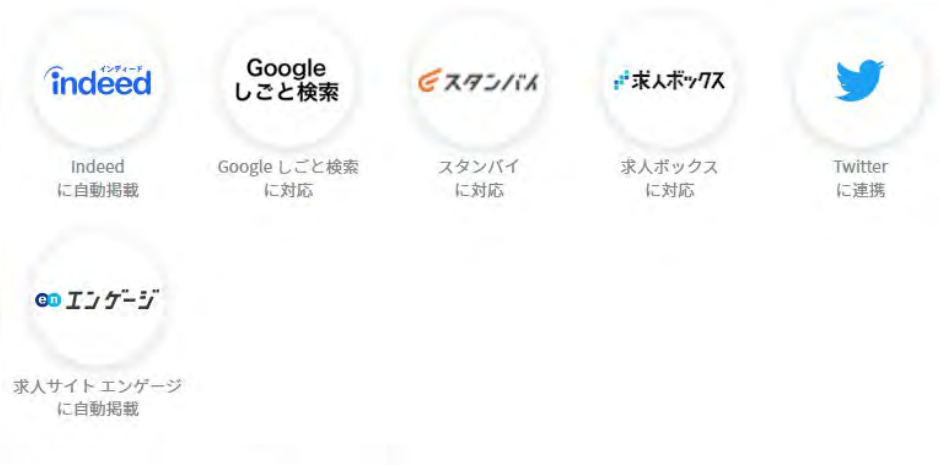 インディード
indeed
Google
しごと検索
スタンバイ
求人ボックス
Indeed
に自動掲載
Google しごと検索
に対応
スタンバイ
に対応
求人ボックス
に対応
Twitter
に連携
en エンゲージ
求人サイト エンゲージ
に自動掲載